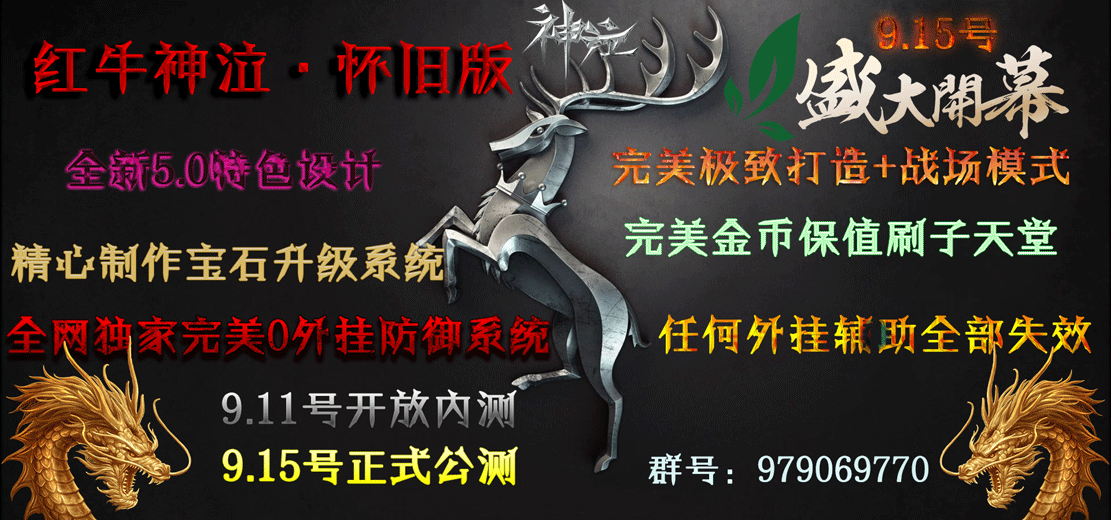 神泣
9.15号
红牛神泣·怀旧版
盛大開幕
全新5.0特色设计
完美极致打造+战场模式
完美金币保值刷子天堂
精心制作宝石升级系统
全网独家完美0外挂防御系统
任何外挂辅助全部失效
9.11号开放内测
9.15号正式公测
群号：979069770